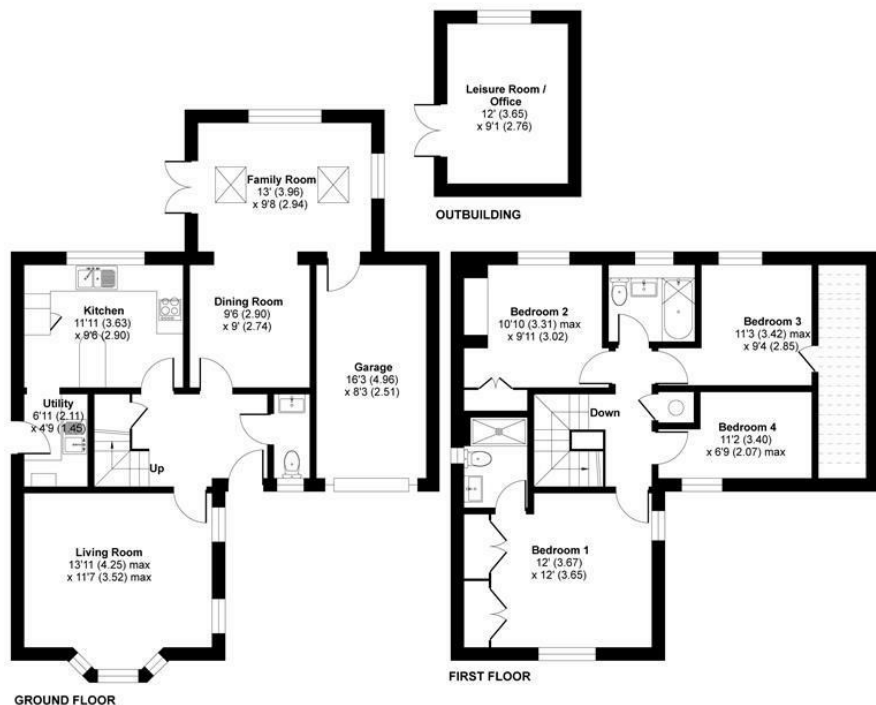 Leisure Room /
Office
12' (3.65)
x 9'1 (2.76)
OUTBUILDING
Family Room
13' (3.96)
x 9'8 (2.94)
Kitchen
11'11 (3.63)
x 9'6 (2.90)
Dining Room
9'6 (2.90)
x 9' (2.74)
Garage
16'3 (4.96)
x 8'3 (2.51)
Utility
6'11 (2.11)
x 4'9 (1.45)
Up
Living Room
13'11 (4.25) max
x 11'7 (3.52) max
GROUND FLOOR
Bedroom 2
10'10 (3.31) max
x 9'11 (3.02)
Bedroom 3
11'3 (3.42) max
x 9'4 (2.85)
Down
Bedroom 4
11'2 (3.40)
x 6'9 (2.07) max
Bedroom 1
12' (3.67)
x 12' (3.65)
FIRST FLOOR